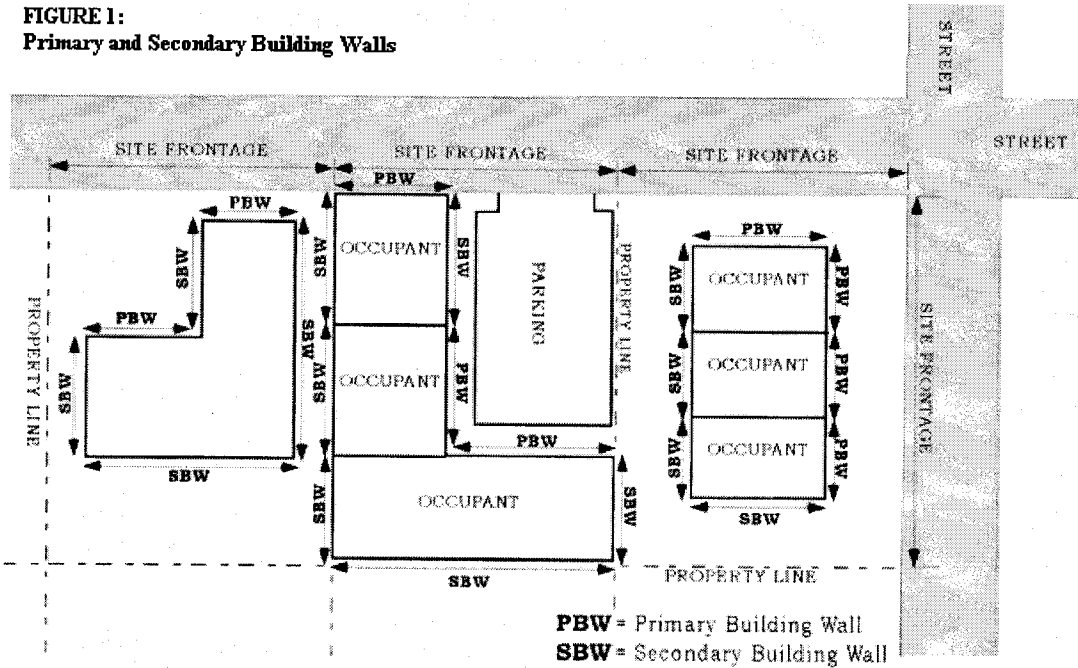 FIGURE 1:
Primary and Secondary Building Walls
STREET
STREET
SITE FRONTAGE
SITE FRONTAGE
SITE FRONTAGE
PBW
PBW
PBW
SBW
SBW
OCCUPANT
SBW
PARKING
PROPERTY LINE
SBW
OCCUPANT
PBW
PROPERTY LINE
PBW
SBW
SBW
SBW
OCCUPANT
PBW
SBW
OCCUPANT
PBW
SITE FRONTAGE
PBW
SBW
OCCUPANT
PBW
SBW
SBW
OCCUPANT
SBW
SBW
SBW
PROPERTY LINE
PBW = Primary Building Wall
SBW = Secondary Building Wall